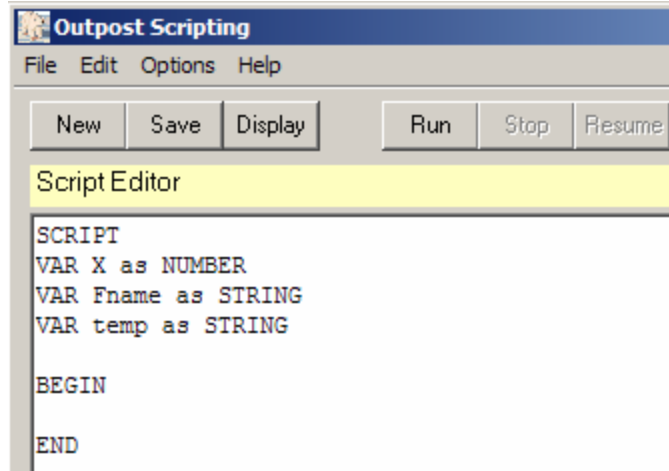 Outpost Scripting
File Edit Options Help
New Save Display Run Stop Resume
Script Editor
SCRIPT
VAR X as NUMBER
VAR Fname as STRING
VAR temp as STRING
BEGIN
END